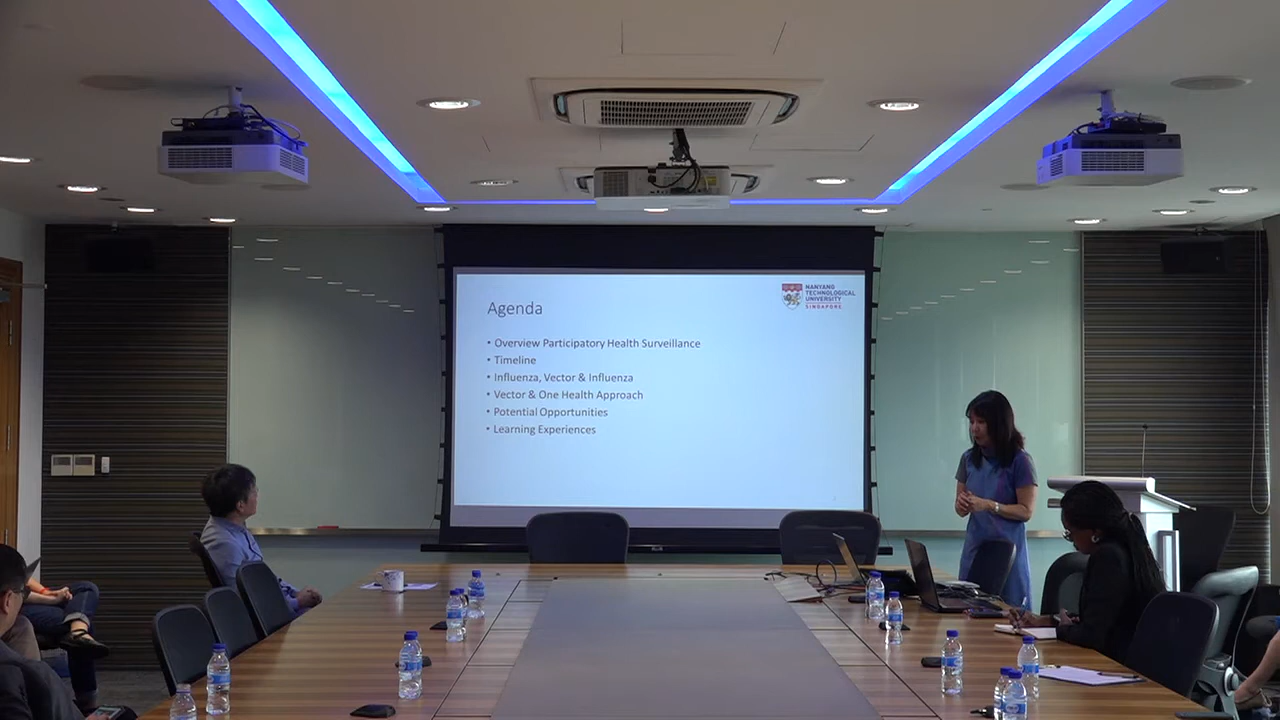 Agenda
NANYANG
TECHNOLOGICAL
UNIVERSITY
SINGAPORE
• Overview Participatory Health Surveillance
• Timeline
• Influenza, Vector & Influenza
• Vector & One Health Approach
• Potential Opportunities
• Learning Experiences